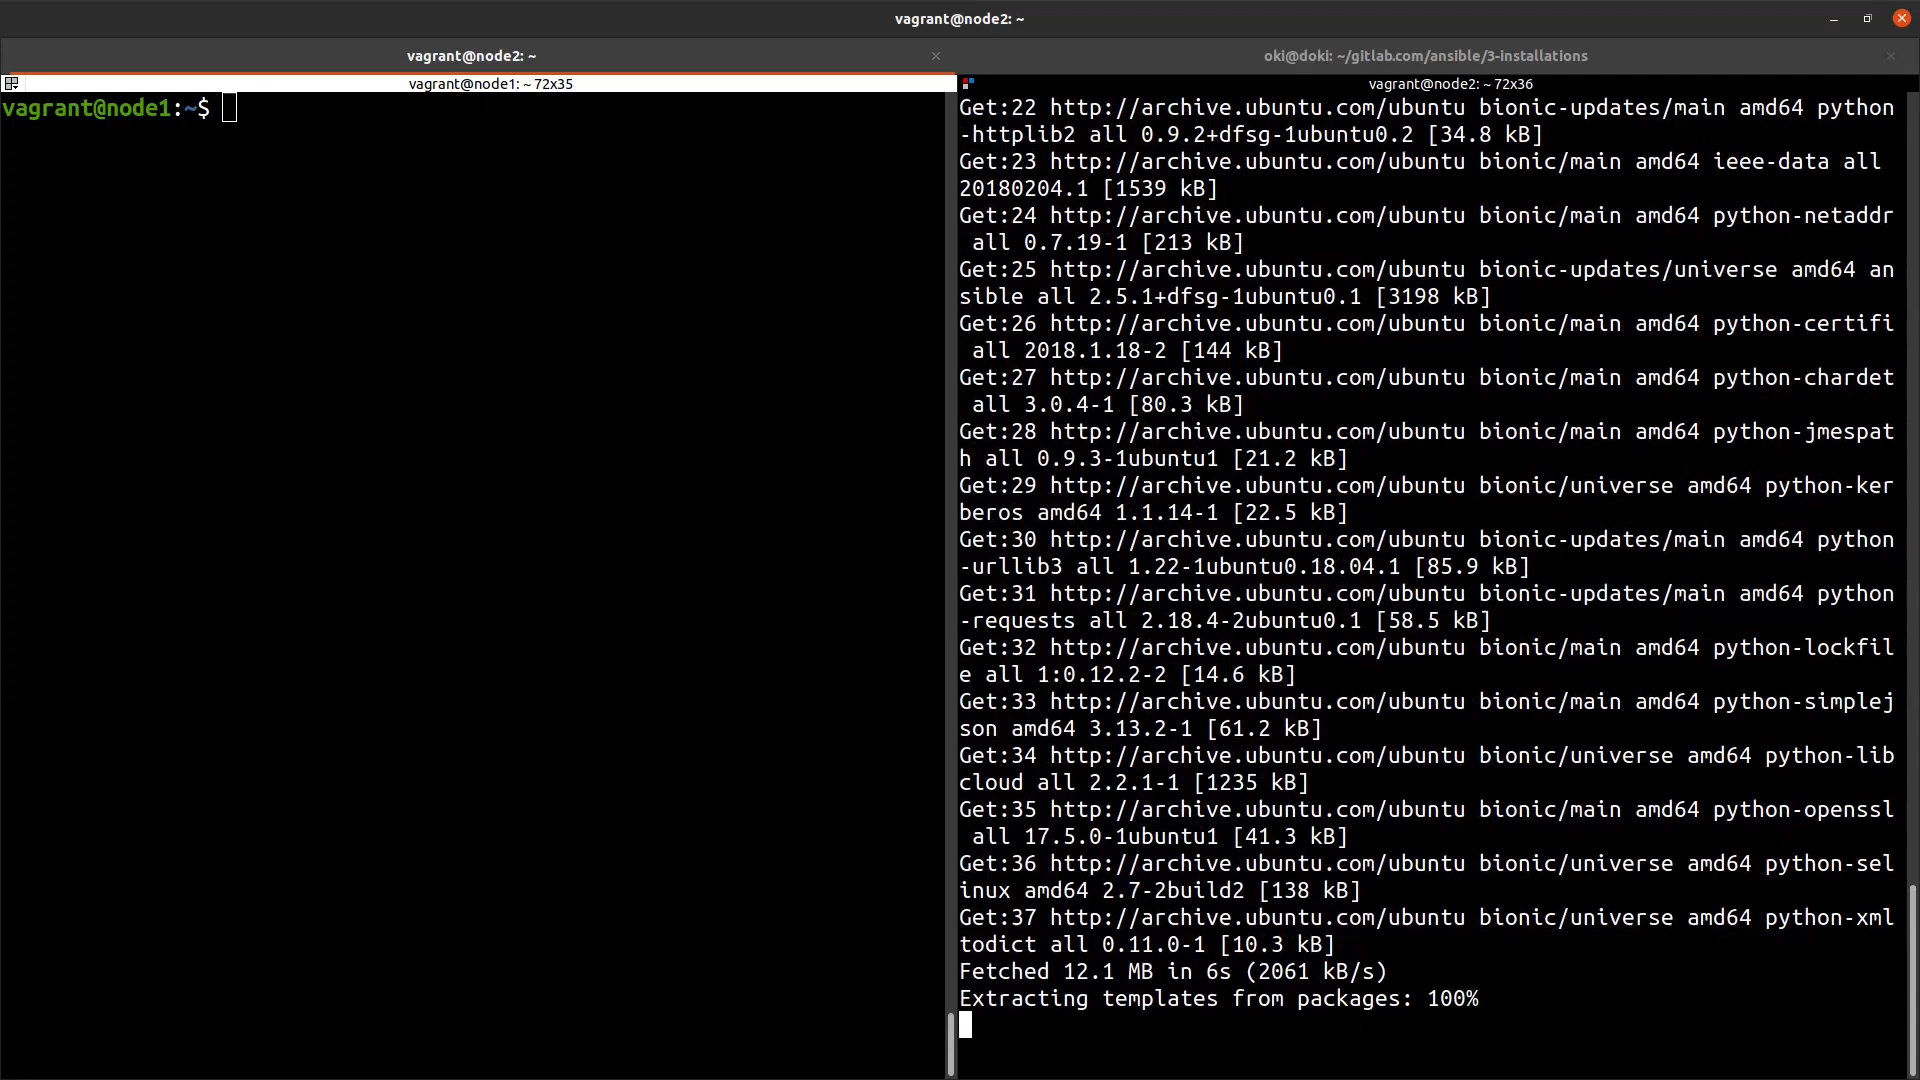 vagrant@node2: ~
vagrant@node2: ~
oki@doki: ~/gitlab.com/ansible/3-installations
vagrant@node1: ~ 72x35
vagrant@node1:~$
vagrant@node2: ~ 72x36
Get:22 http://archive.ubuntu.com/ubuntu bionic-updates/main amd64 python
-httplib2 all 0.9.2+dfsg-1ubuntu0.2 [34.8 kB]
Get:23 http://archive.ubuntu.com/ubuntu bionic/main amd64 ieee-data all
20180204.1 [1539 kB]
Get:24 http://archive.ubuntu.com/ubuntu bionic/main amd64 python-netaddr
 all 0.7.19-1 [213 kB]
Get:25 http://archive.ubuntu.com/ubuntu bionic-updates/universe amd64 an
sible all 2.5.1+dfsg-1ubuntu0.1 [3198 kB]
Get:26 http://archive.ubuntu.com/ubuntu bionic/main amd64 python-certifi
 all 2018.1.18-2 [144 kB]
Get:27 http://archive.ubuntu.com/ubuntu bionic/main amd64 python-chardet
 all 3.0.4-1 [80.3 kB]
Get:28 http://archive.ubuntu.com/ubuntu bionic/main amd64 python-jmespat
h all 0.9.3-1ubuntu1 [21.2 kB]
Get:29 http://archive.ubuntu.com/ubuntu bionic/universe amd64 python-ker
beros amd64 1.1.14-1 [22.5 kB]
Get:30 http://archive.ubuntu.com/ubuntu bionic-updates/main amd64 python
-urllib3 all 1.22-1ubuntu0.18.04.1 [85.9 kB]
Get:31 http://archive.ubuntu.com/ubuntu bionic-updates/main amd64 python
-requests all 2.18.4-2ubuntu0.1 [58.5 kB]
Get:32 http://archive.ubuntu.com/ubuntu bionic/main amd64 python-lockfil
e all 1:0.12.2-2 [14.6 kB]
Get:33 http://archive.ubuntu.com/ubuntu bionic/main amd64 python-simplej
son amd64 3.13.2-1 [61.2 kB]
Get:34 http://archive.ubuntu.com/ubuntu bionic/universe amd64 python-lib
cloud all 2.2.1-1 [1235 kB]
Get:35 http://archive.ubuntu.com/ubuntu bionic/main amd64 python-openssl
 all 17.5.0-1ubuntu1 [41.3 kB]
Get:36 http://archive.ubuntu.com/ubuntu bionic/universe amd64 python-sel
inux amd64 2.7-2build2 [138 kB]
Get:37 http://archive.ubuntu.com/ubuntu bionic/universe amd64 python-xml
todict all 0.11.0-1 [10.3 kB]
Fetched 12.1 MB in 6s (2061 kB/s)
Extracting templates from packages: 100%